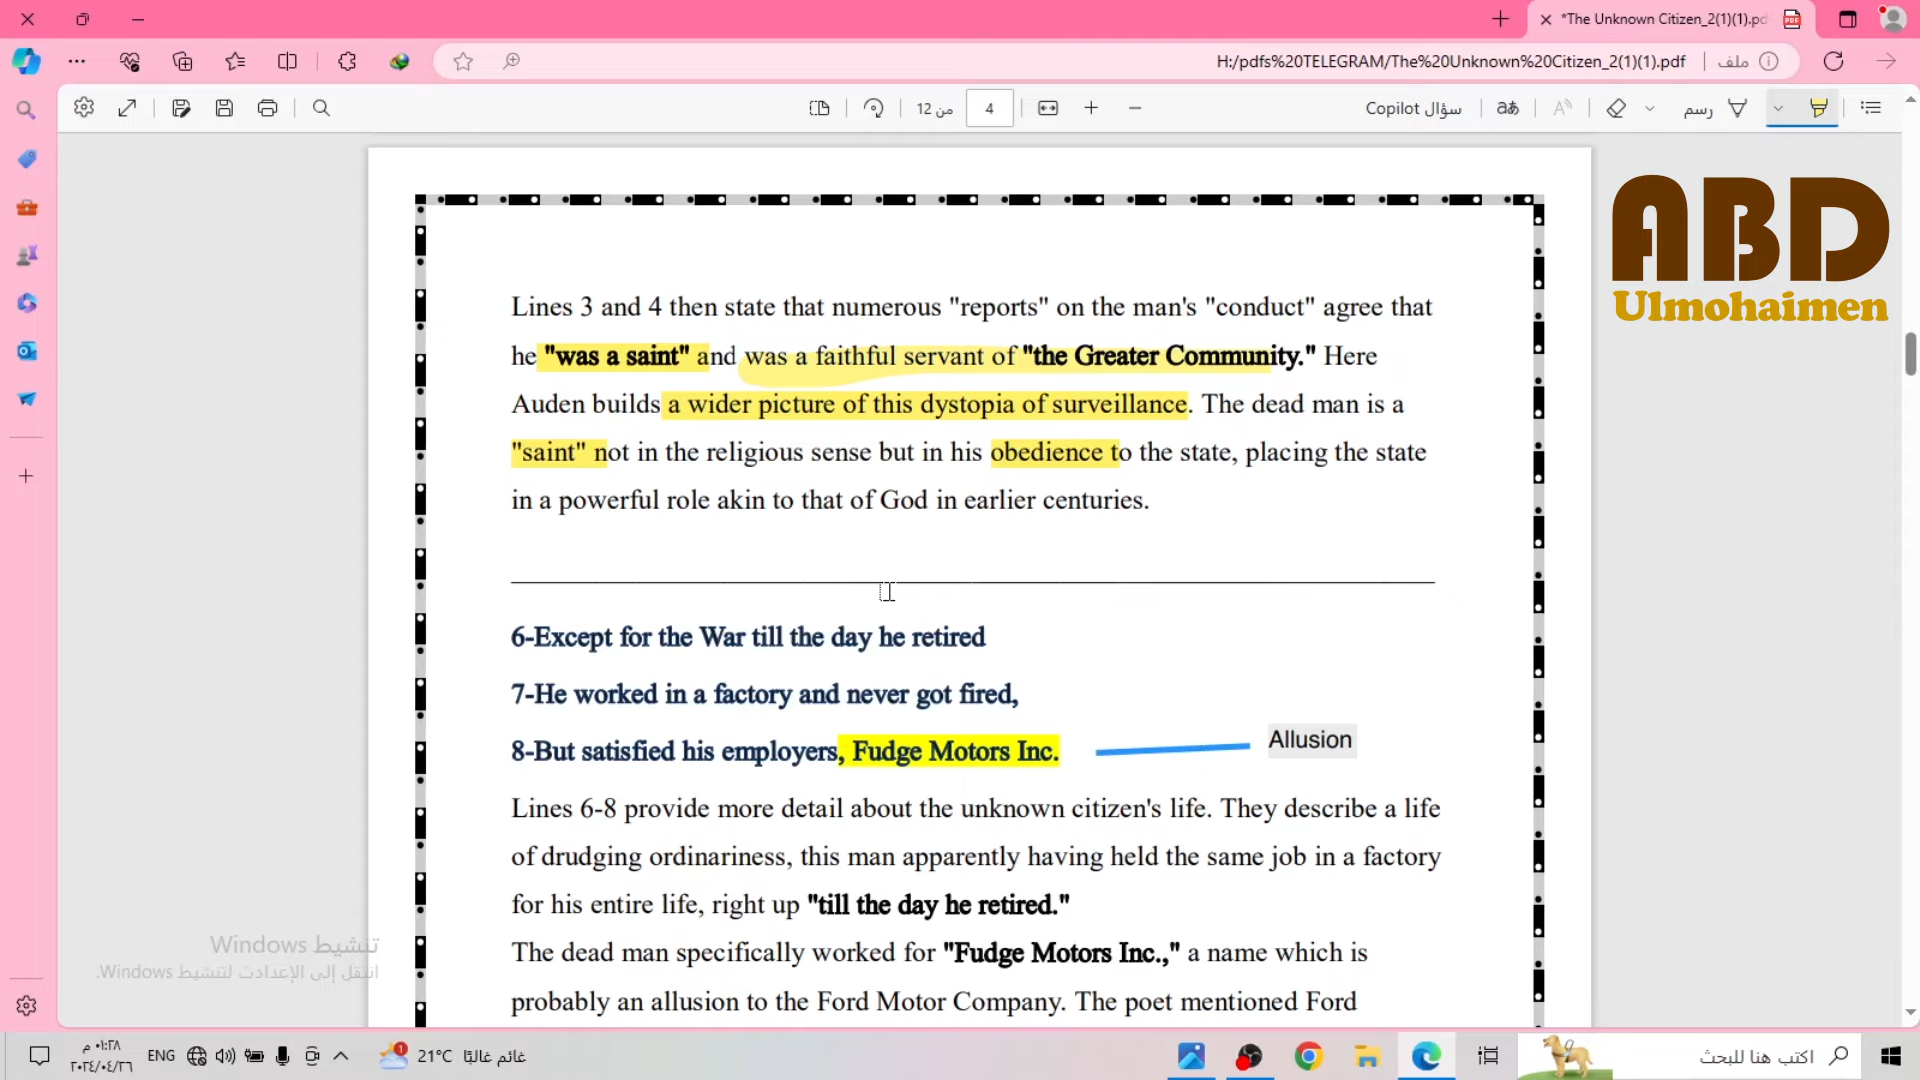 *The Unknown Citizen_2(1)(1).pd
H:/pdfs%20TELEGRAM/The%20Unknown%20Citizen_2(1)(1).pdf
ملف
12 من
4
سؤال Copilot
رسم
ABD
Ulmohaimen
Lines 3 and 4 then state that numerous "reports" on the man's "conduct" agree that
he "was a saint" and was a faithful servant of "the Greater Community." Here
Auden builds a wider picture of this dystopia of surveillance. The dead man is a
"saint" not in the religious sense but in his obedience to the state, placing the state
in a powerful role akin to that of God in earlier centuries.
6-Except for the War till the day he retired
7-He worked in a factory and never got fired,
8-But satisfied his employers, Fudge Motors Inc.
Allusion
Lines 6-8 provide more detail about the unknown citizen's life. They describe a life
of drudging ordinariness, this man apparently having held the same job in a factory
for his entire life, right up "till the day he retired."
The dead man specifically worked for "Fudge Motors Inc.," a name which is
probably an allusion to the Ford Motor Company. The poet mentioned Ford
تنشيط Windows
انتقل إلى الإعدادت لتنشيط Windows.
٠١:٢٨ م
٢٠٢٤/٠٤/٢٦
ENG
1
21°C غائم غالبًا
اكتب هنا للبحث